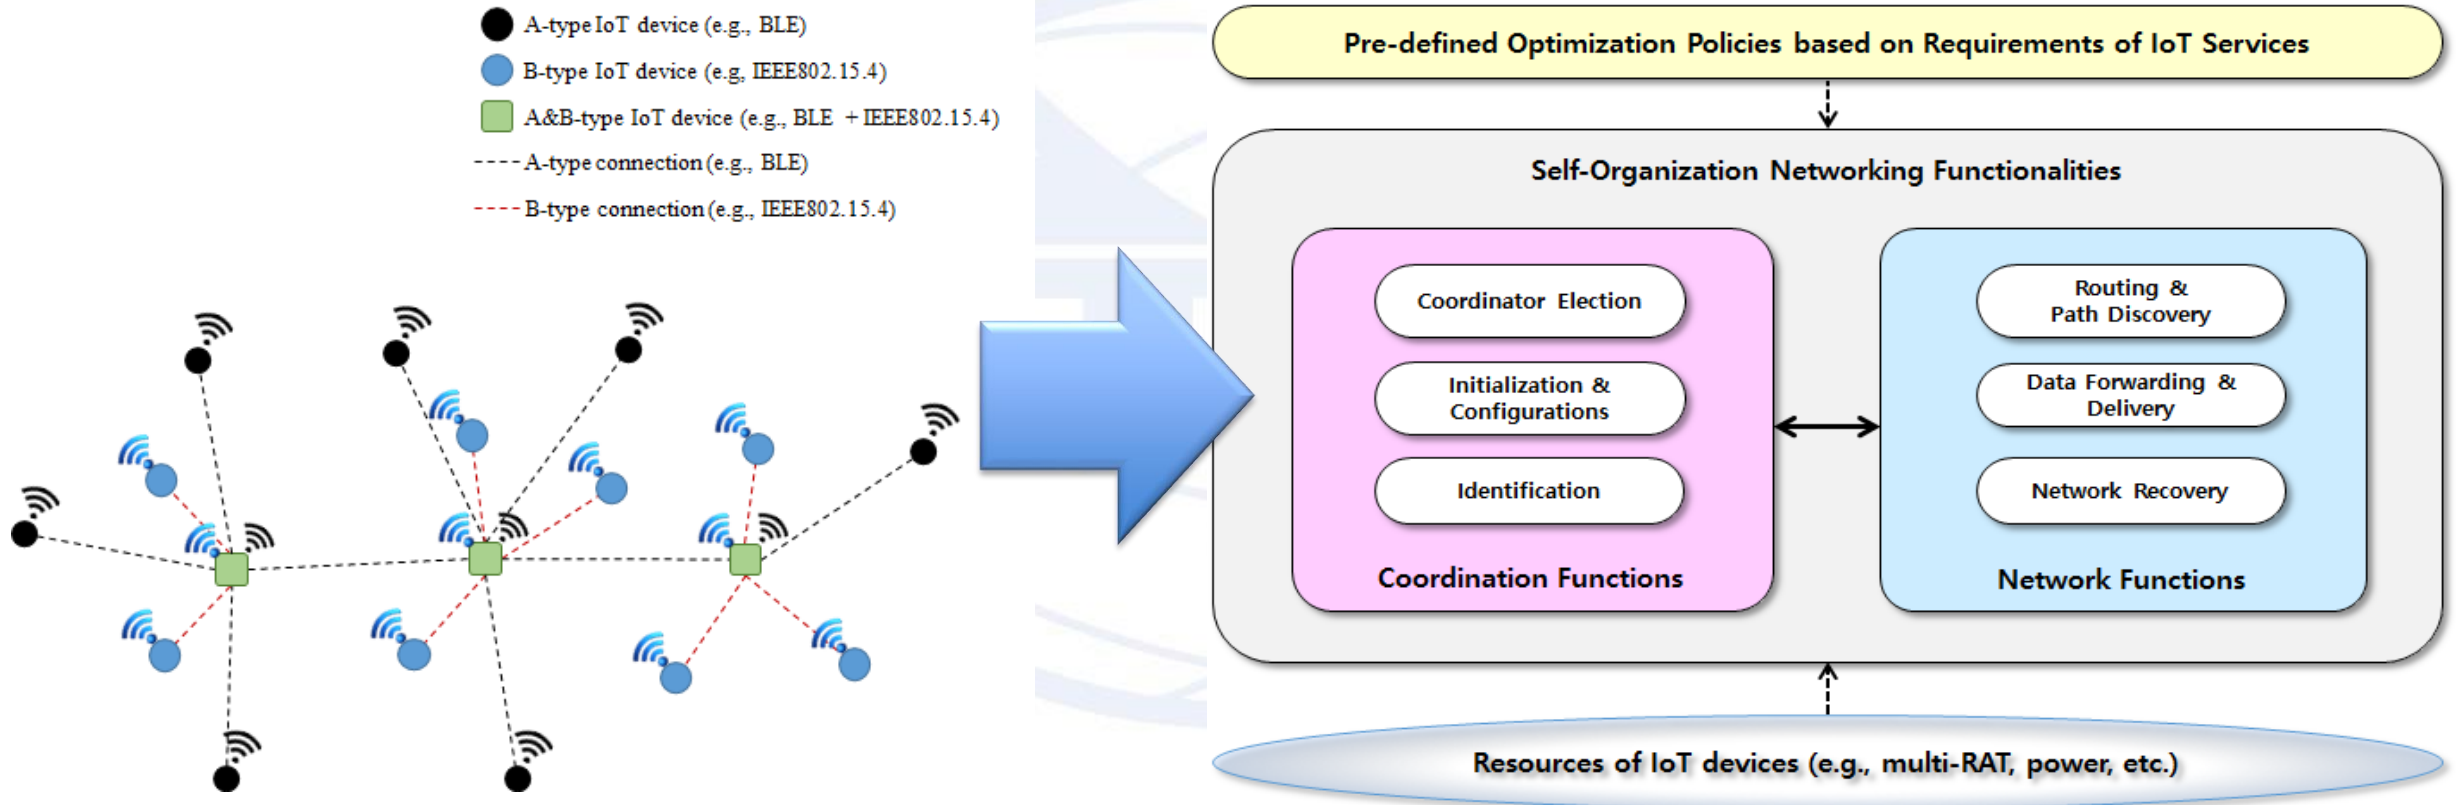 A-type IoT device (e.g., BLE)
B-type IoT device (e.g, IEEE802.15.4)
A&B-type IoT device (e.g., BLE + IEEE802.15.4)
A-type connection (e.g., BLE)
B-type connection (e.g., IEEE802.15.4)
Pre-defined Optimization Policies based on Requirements of IoT Services
Self-Organization Networking Functionalities
Coordinator Election
Initialization &
Configurations
Identification
Coordination Functions
Routing &
Path Discovery
Data Forwarding &
Delivery
Network Recovery
Network Functions
Resources of IoT devices (e.g., multi-RAT, power, etc.)